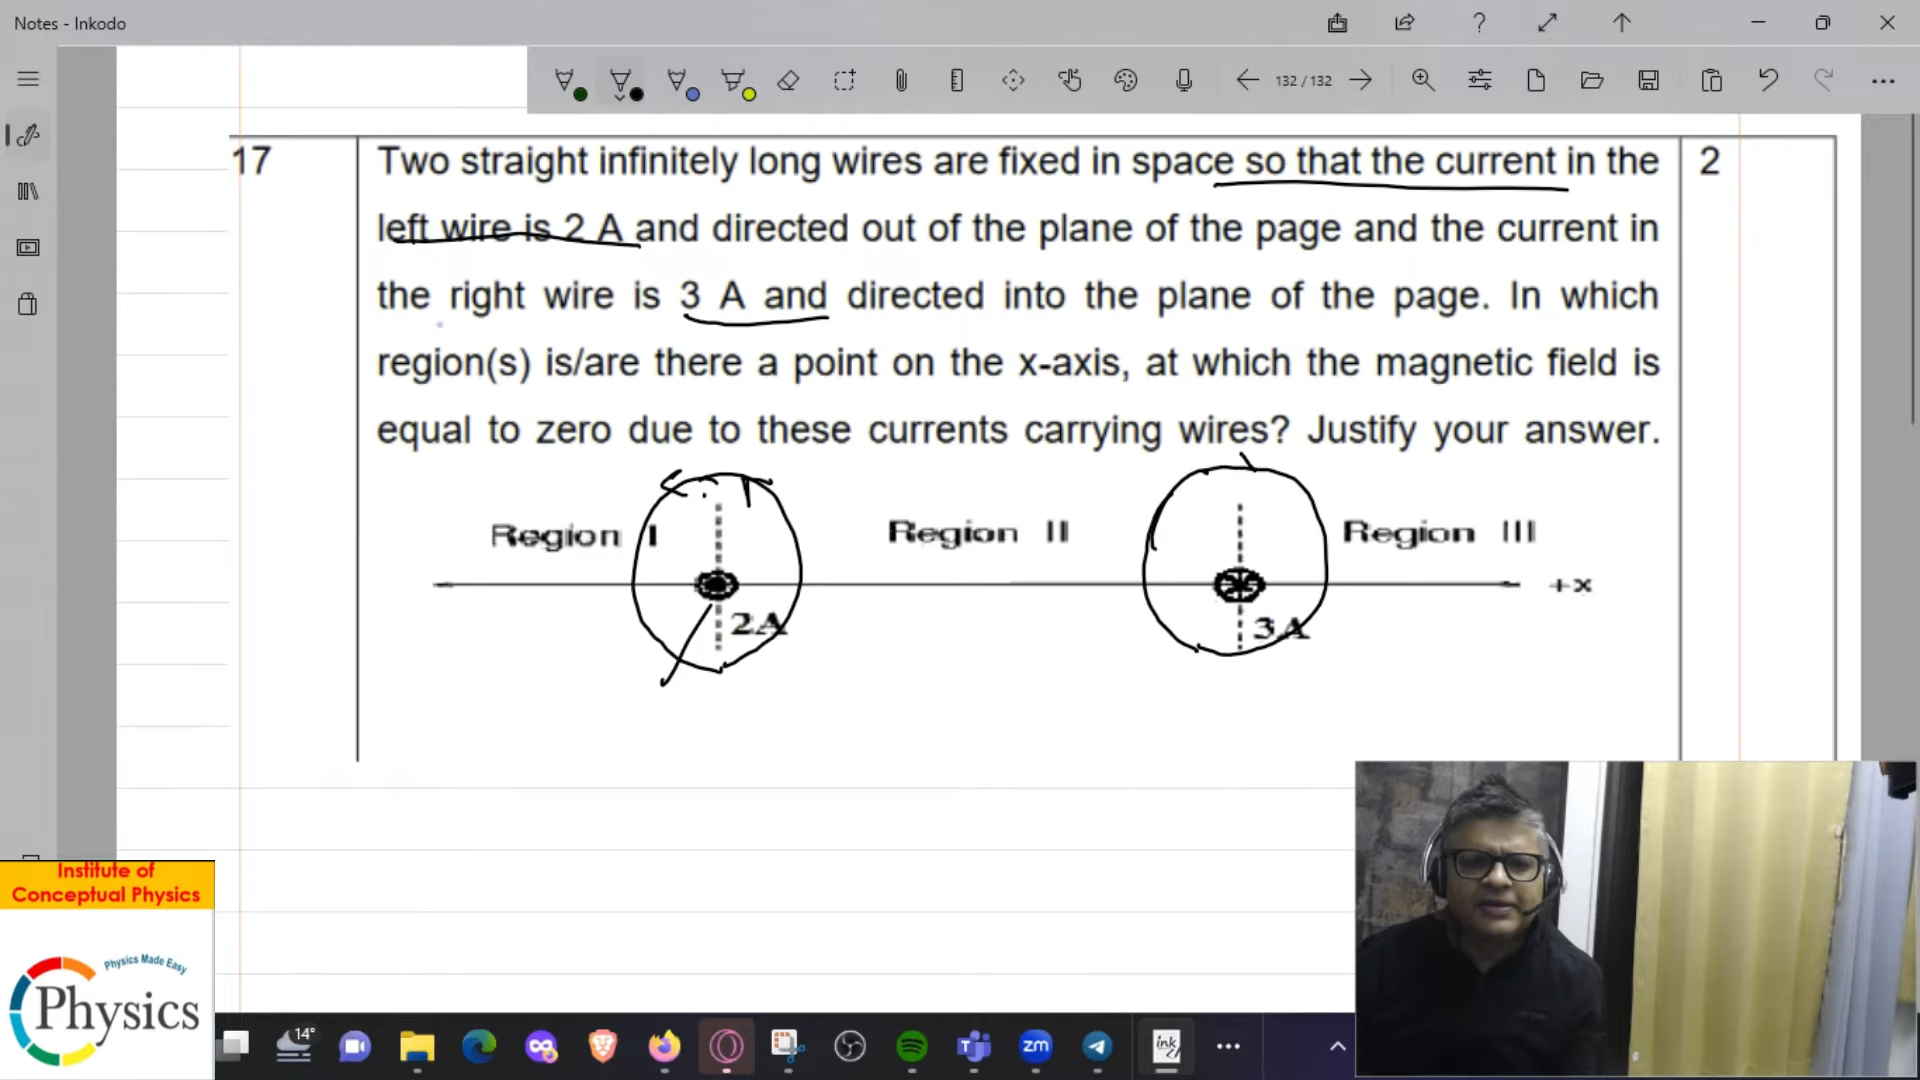 Notes - Inkodo
132 / 132
17
Two straight infinitely long wires are fixed in space so that the current in the
2
left wire is 2 A and directed out of the plane of the page and the current in
the right wire is 3 A and directed into the plane of the page. In which
region(s) is/are there a point on the x-axis, at which the magnetic field is
equal to zero due to these currents carrying wires? Justify your answer.
Region I
Region II
Region III
+x
2A
3A
Institute of
Conceptual Physics
Physics Made Easy
Physics
14°
zm
ink